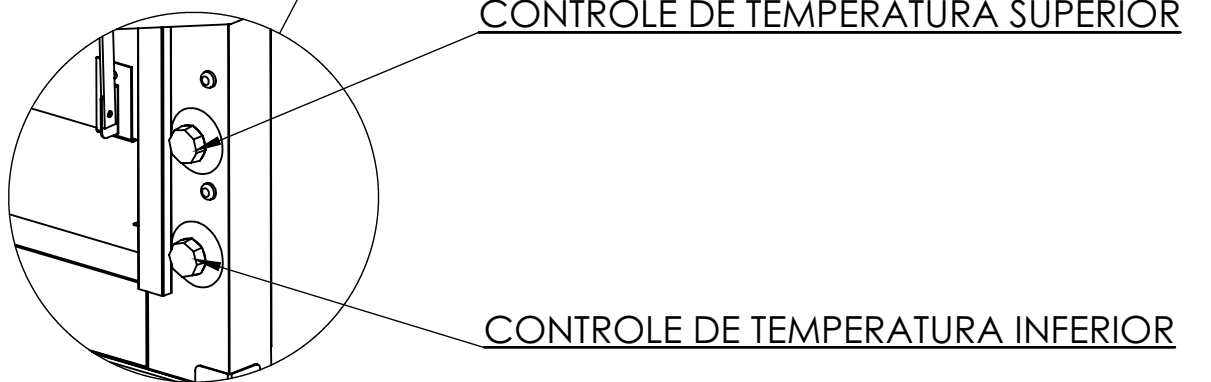 CONTROLE DE TEMPERATURA SUPERIOR
CONTROLE DE TEMPERATURA INFERIOR